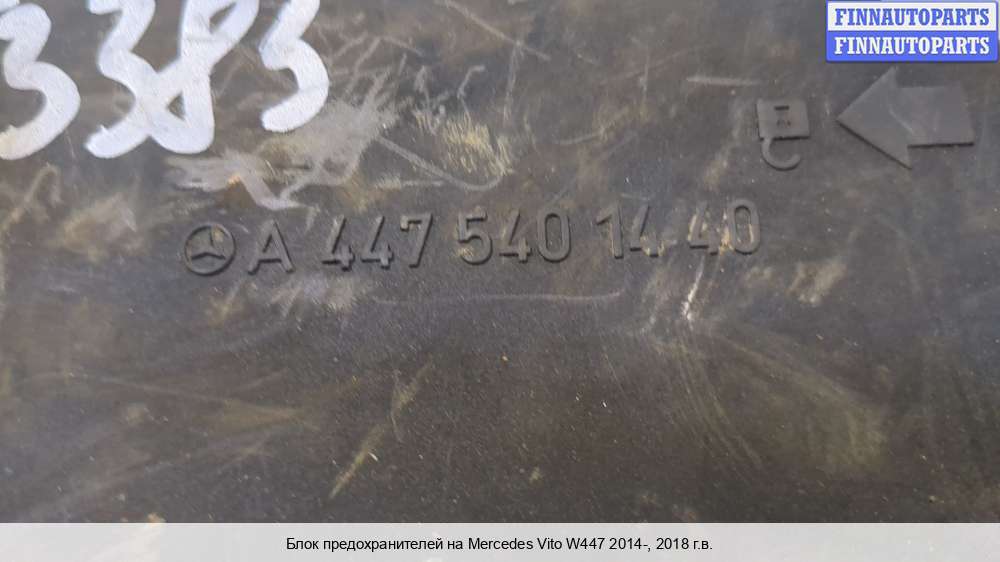 FINNAUTOPARTS
FINNAUTOPARTS
3383
A 447 540 14 40
Блок предохранителей на Mercedes Vito W447 2014-, 2018 г.в.